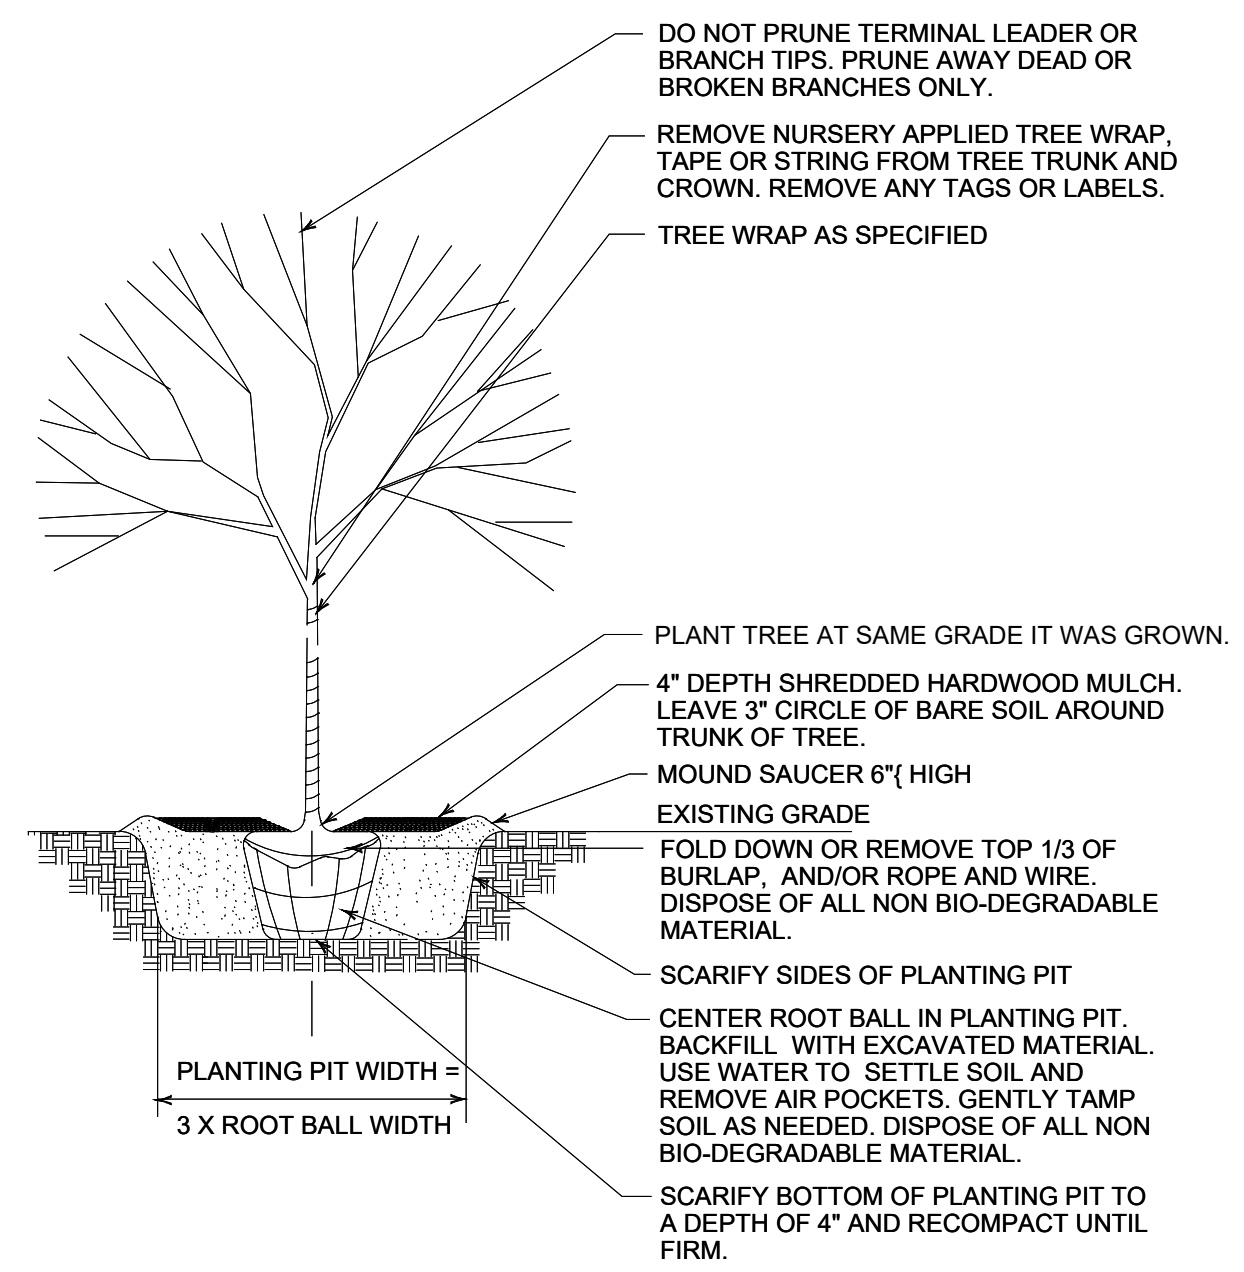 DO NOT PRUNE TERMINAL LEADER OR
BRANCH TIPS. PRUNE AWAY DEAD OR
BROKEN BRANCHES ONLY.
REMOVE NURSERY APPLIED TREE WRAP,
TAPE OR STRING FROM TREE TRUNK AND
CROWN. REMOVE ANY TAGS OR LABELS.
TREE WRAP AS SPECIFIED
PLANT TREE AT SAME GRADE IT WAS GROWN.
4" DEPTH SHREDDED HARDWOOD MULCH.
LEAVE 3" CIRCLE OF BARE SOIL AROUND
TRUNK OF TREE.
MOUND SAUCER 6"{ HIGH
EXISTING GRADE
FOLD DOWN OR REMOVE TOP 1/3 OF
BURLAP, AND/OR ROPE AND WIRE.
DISPOSE OF ALL NON BIO-DEGRADABLE
MATERIAL.
SCARIFY SIDES OF PLANTING PIT
CENTER ROOT BALL IN PLANTING PIT.
BACKFILL WITH EXCAVATED MATERIAL.
USE WATER TO SETTLE SOIL AND
REMOVE AIR POCKETS. GENTLY TAMP
SOIL AS NEEDED. DISPOSE OF ALL NON
BIO-DEGRADABLE MATERIAL.
PLANTING PIT WIDTH =
3 X ROOT BALL WIDTH
SCARIFY BOTTOM OF PLANTING PIT TO
A DEPTH OF 4" AND RECOMPACT UNTIL
FIRM.